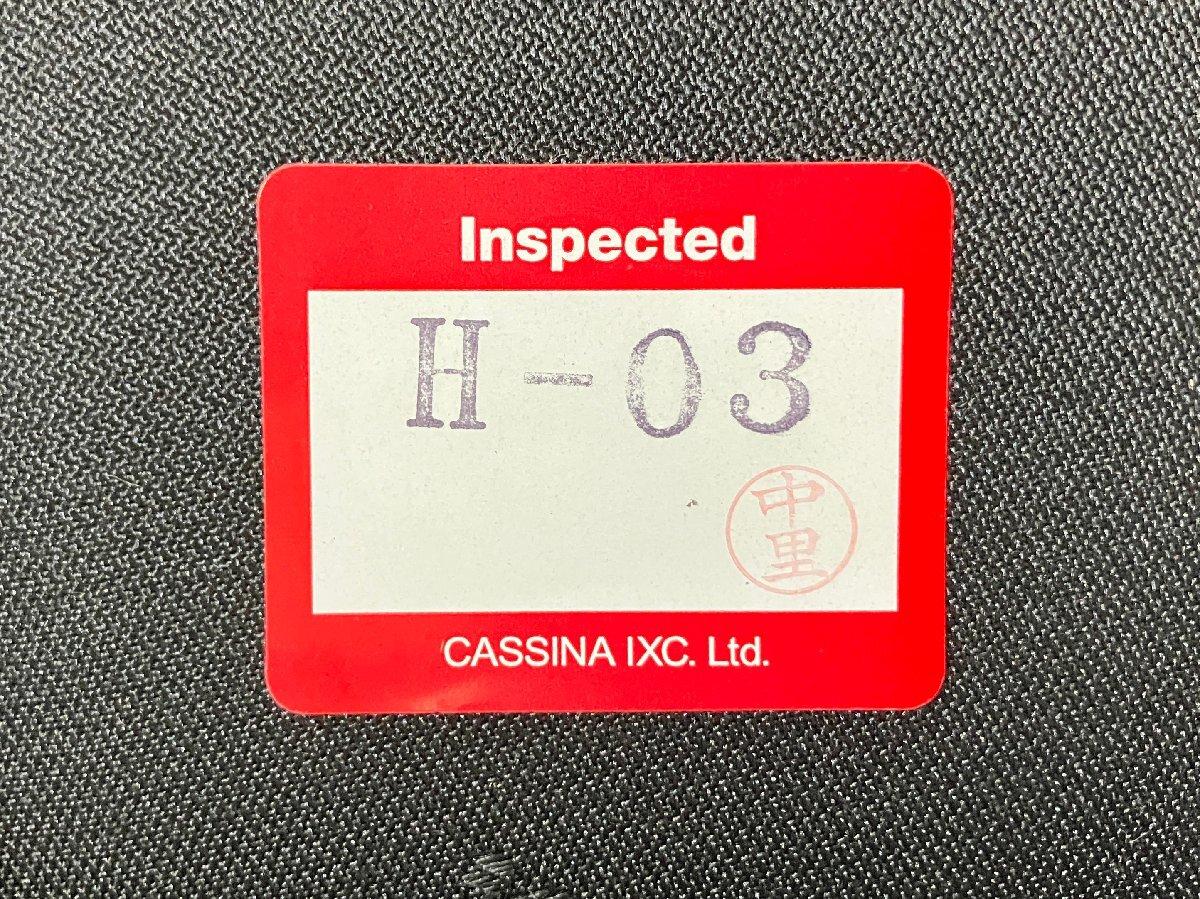 Inspected
H-03
中里
CASSINA IXC. Ltd.